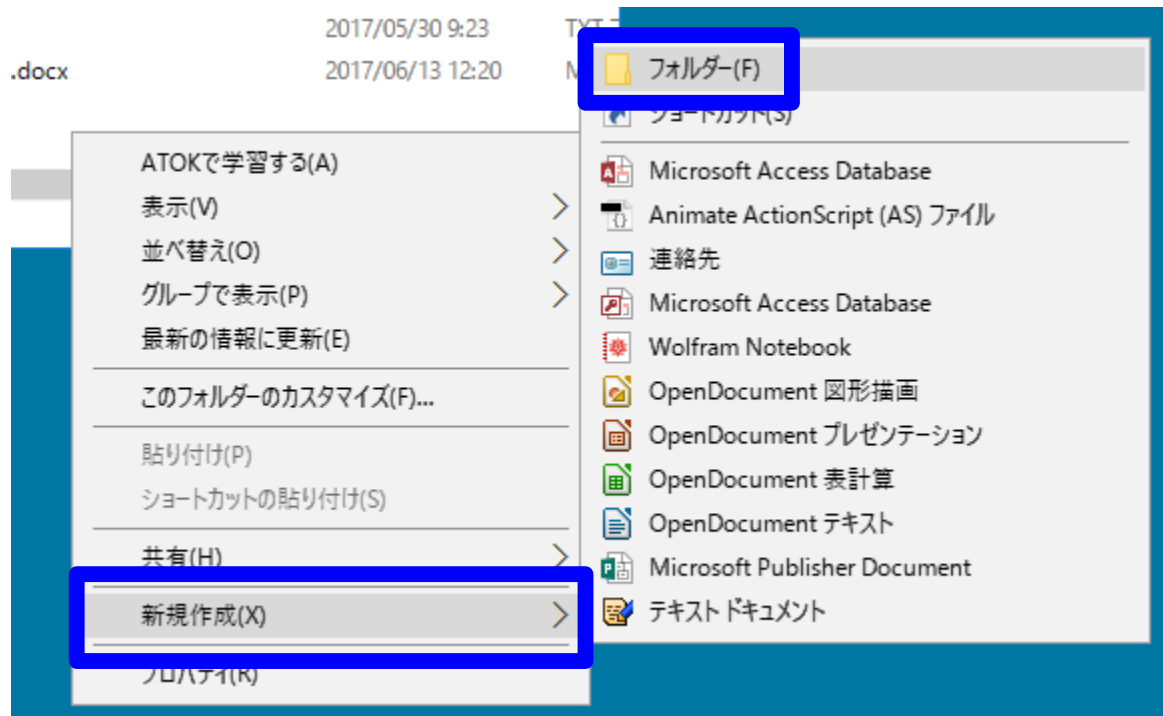 2017/05/30 9:23
.docx 2017/06/13 12:20
ATOKで学習する(A)
表示(V)
並べ替え(O)
グループで表示(P)
最新の情報に更新(E)
このフォルダーのカスタマイズ(F)...
貼り付け(P)
ショートカットの貼り付け(S)
共有(H)
新規作成(X)
プロパティ(R)
フォルダー(F)
ショートカット(S)
Microsoft Access Database
Animate ActionScript (AS) ファイル
連絡先
Microsoft Access Database
Wolfram Notebook
OpenDocument 図形描画
OpenDocument プレゼンテーション
OpenDocument 表計算
OpenDocument テキスト
Microsoft Publisher Document
テキスト ドキュメント